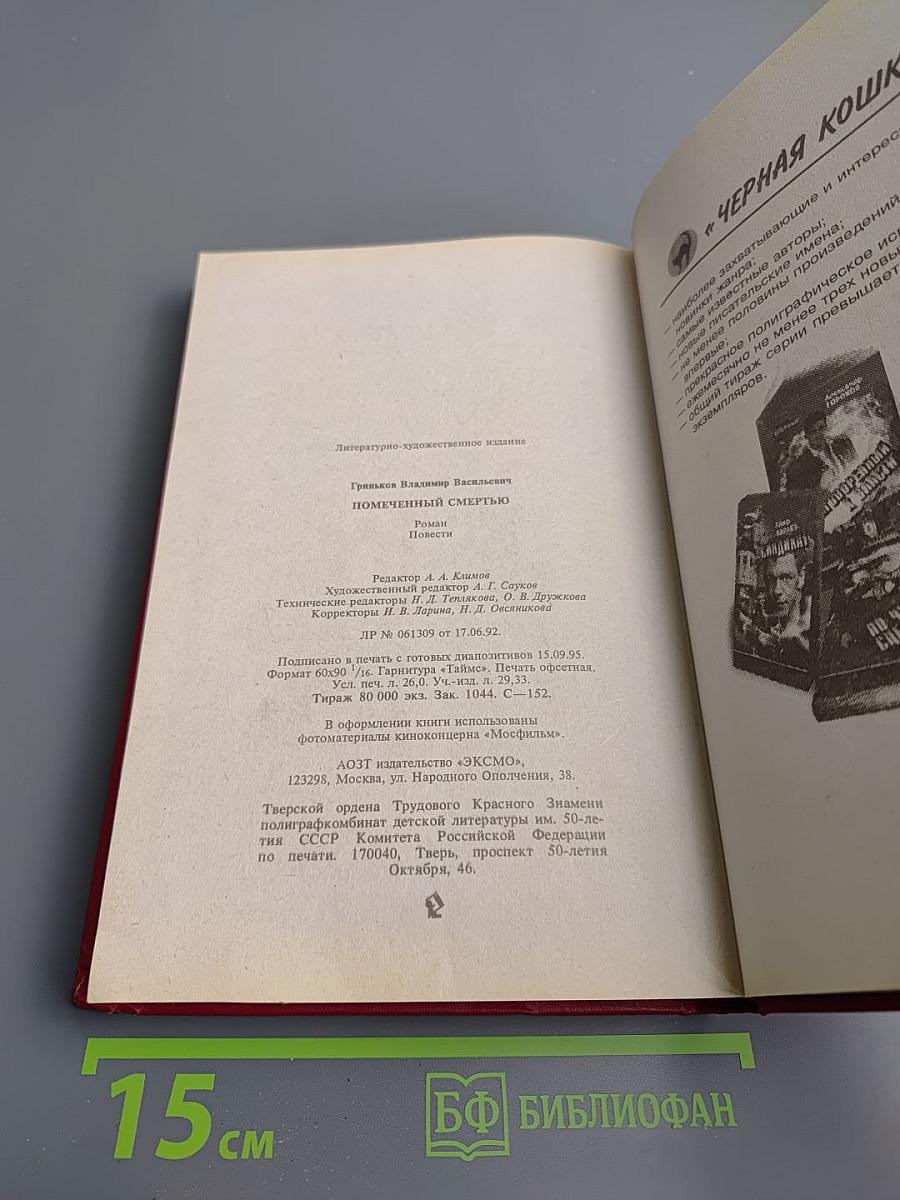 Литературно-художественное издание
Гриньков Владимир Васильевич
ПОМЕЧЕННЫЙ СМЕРТЬЮ
Роман
Повести
Редактор А. А. Климов
Художественный редактор А. Г. Сауков
Технические редакторы Н. Д. Теплякова, О. В. Дружкова
Корректоры И. В. Ларина, Н. Д. Овсяникова
ЛР № 061309 от 17.06.92.
Подписано в печать с готовых диапозитивов 15.09.95.
Формат 60x90 1/16. Гарнитура «Таймс». Печать офсетная.
Усл. печ. л. 26,0. Уч.-изд. л. 29,33.
Тираж 80 000 экз. Зак. 1044. С—152.
В оформлении книги использованы
фотоматериалы киноконцерна «Мосфильм».
АОЗТ издательство «ЭКСМО»,
123298, Москва, ул. Народного Ополчения, 38.
Тверской ордена Трудового Красного Знамени
полиграфкомбинат детской литературы им. 50-ле-
тия СССР Комитета Российской Федерации
по печати. 170040, Тверь, проспект 50-летия
Октября, 46.
«ЧЕРНАЯ КОШК
— наиболее захватывающие и интерес
новинки жанра;
— самые известные авторы;
— новые писательские имена;
— не менее половины произведений
впервые;
— прекрасное полиграфическое исп
— ежемесячно не менее трех новы
— общий тираж серии превышает
экземпляров.
Александр
15 см
БФ БИБЛИОФАН